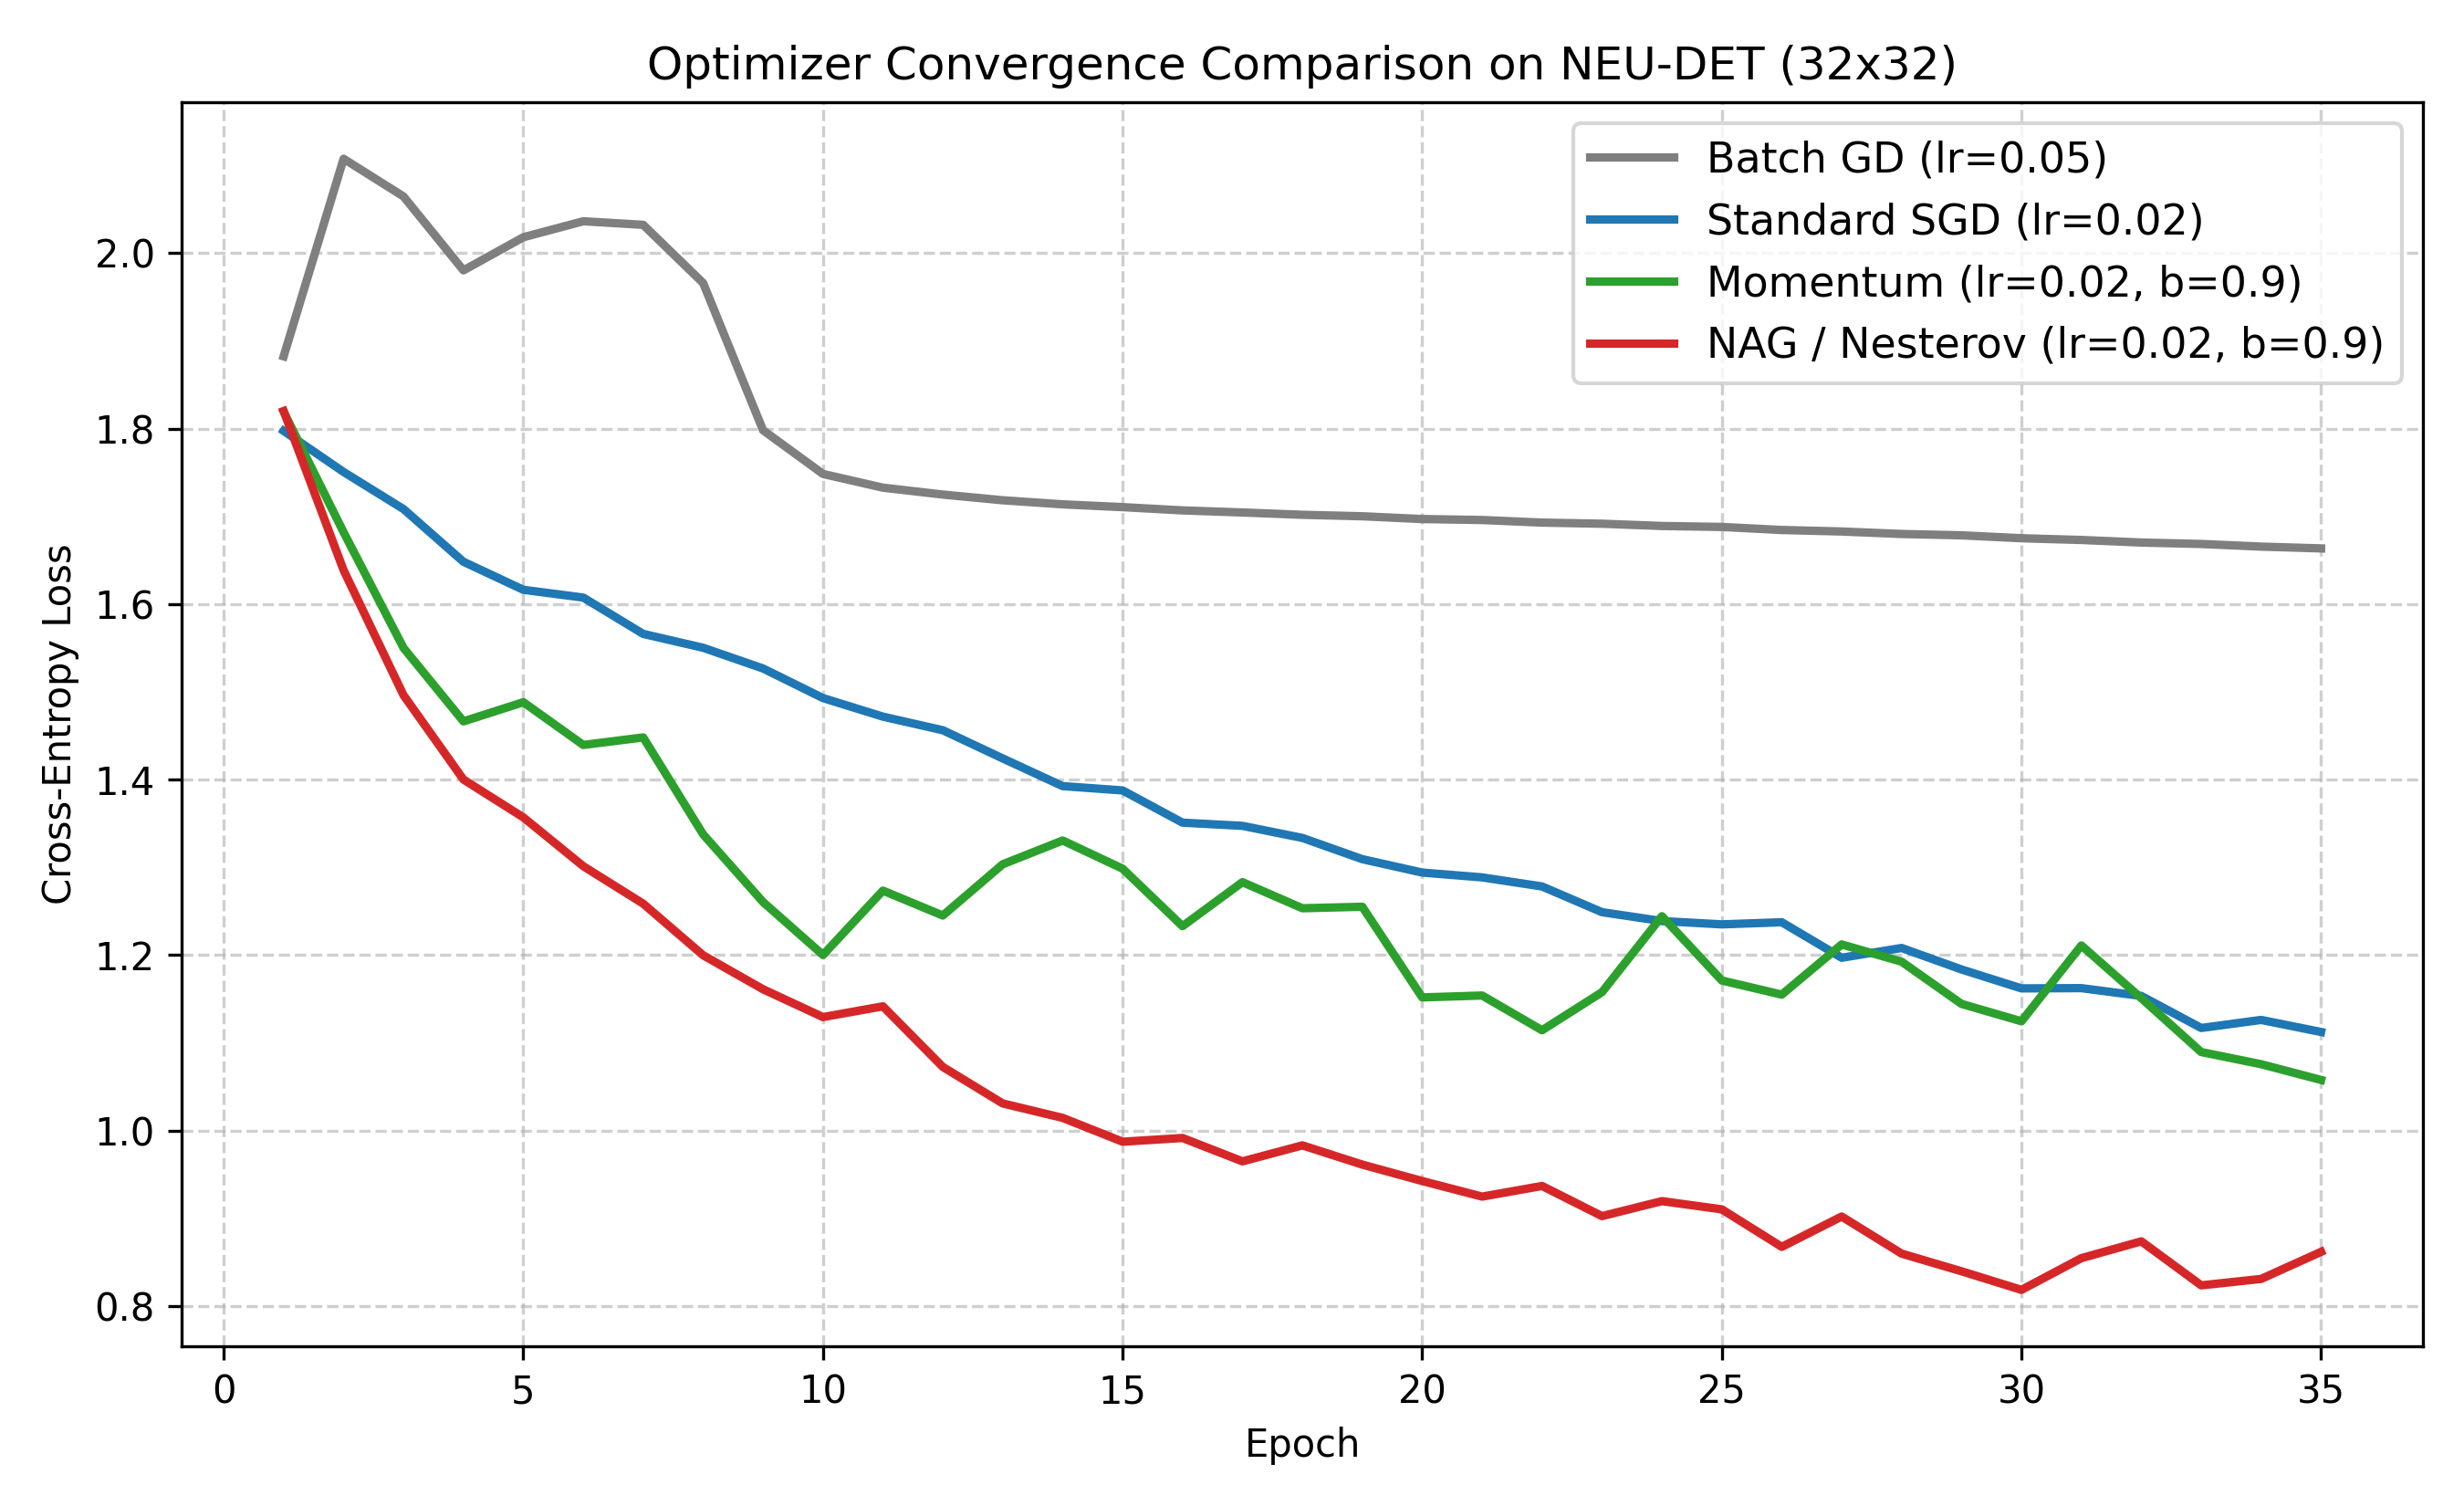 Optimizer Convergence Comparison on NEU-DET (32x32)
Batch GD (lr=0.05)
Standard SGD (lr=0.02)
Momentum (lr=0.02, b=0.9)
NAG / Nesterov (lr=0.02, b=0.9)
Cross-Entropy Loss
2.0
1.8
1.6
1.4
1.2
1.0
0.8
0 5 10 15 20 25 30 35
Epoch